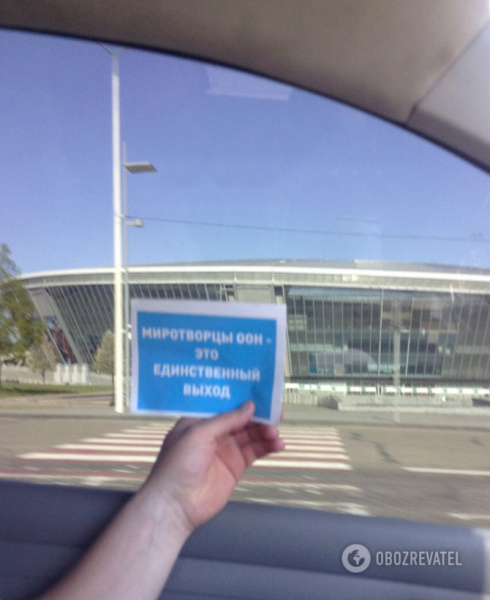 МИРОТВОРЦЫ ООН -
ЭТО
ЕДИНСТВЕННЫЙ
ВЫХОД
OBOZREVATEL